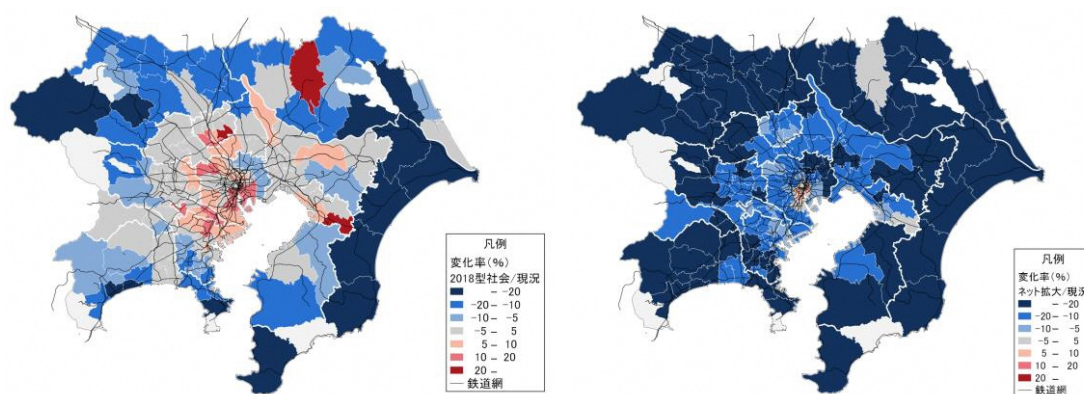 凡例
変化率(%)
2018型社会/現況
– -20
-20 – -10
-10 – -5
-5 – 5
5 – 10
10 – 20
20 –
鉄道網
凡例
変化率(%)
ネット拡大/現況
– -20
-20 – -10
-10 – -5
-5 – 5
5 – 10
10 – 20
20 –
鉄道網